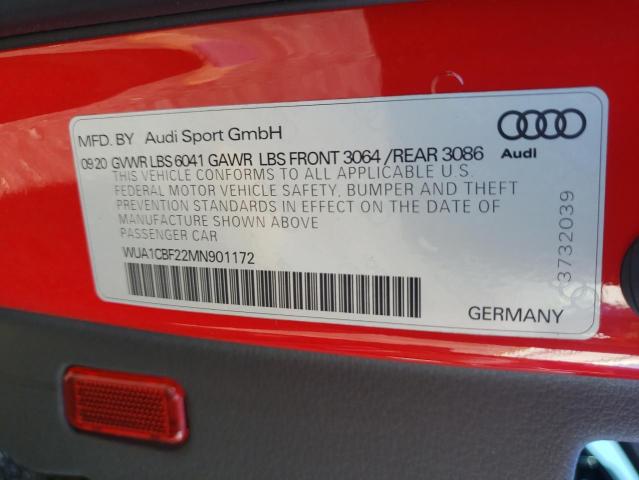 MFD. BY Audi Sport GmbH
09 20 GVWR LBS 6041 GAWR LBS FRONT 3064 /REAR 3086
THIS VEHICLE CONFORMS TO ALL APPLICABLE U.S.
FEDERAL MOTOR VEHICLE SAFETY, BUMPER AND THEFT
PREVENTION STANDARDS IN EFFECT ON THE DATE OF
MANUFACTURE SHOWN ABOVE
PASSENGER CAR
WUA1CBF22MN901172
Audi
3732039
GERMANY